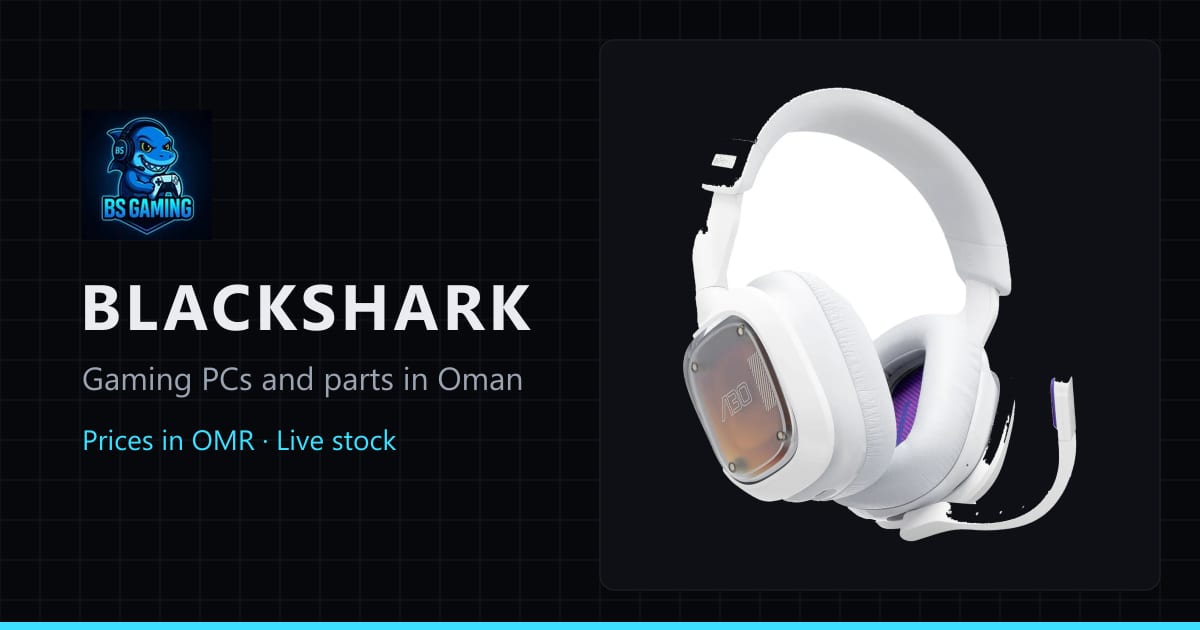 BS
BS GAMING
BLACKSHARK
Gaming PCs and parts in Oman
Prices in OMR · Live stock
A30